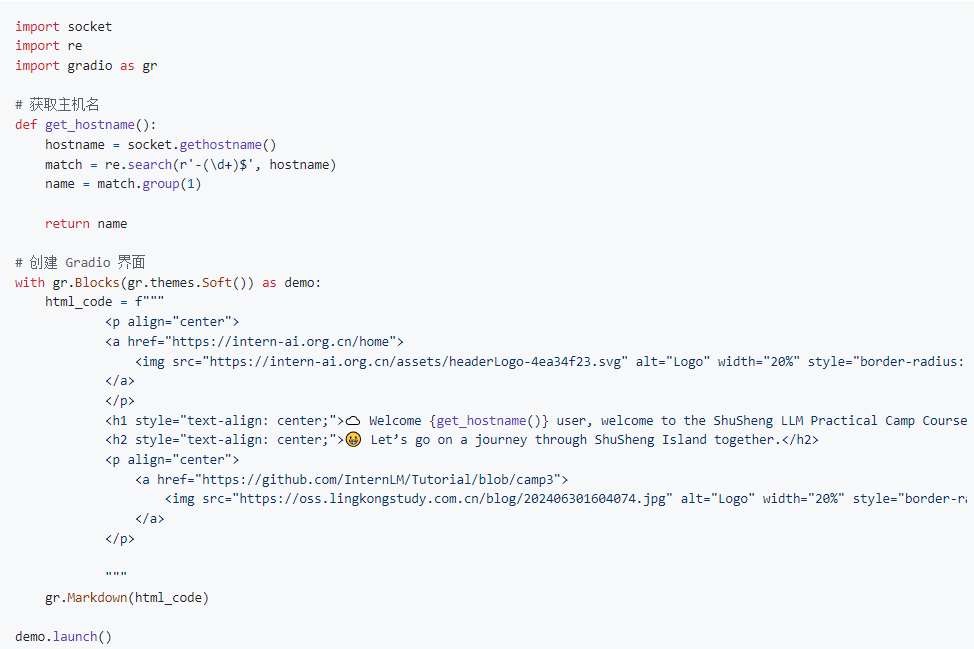 import socket
import re
import gradio as gr
# 获取主机名
def get_hostname():
    hostname = socket.gethostname()
    match = re.search(r'-(\d+)$', hostname)
    name = match.group(1)
    return name
# 创建 Gradio 界面
with gr.Blocks(gr.themes.Soft()) as demo:
    html_code = f"""
            <p align="center">
            <a href="https://intern-ai.org.cn/home">
                <img src="https://intern-ai.org.cn/assets/headerLogo-4ea34f23.svg" alt="Logo" width="20%" style="border-radius:
            </a>
            </p>
            <h1 style="text-align: center;">☁️ Welcome {get_hostname()} user, welcome to the ShuSheng LLM Practical Camp Course
            <h2 style="text-align: center;">😀 Let’s go on a journey through ShuSheng Island together.</h2>
            <p align="center">
                <a href="https://github.com/InternLM/Tutorial/blob/camp3">
                    <img src="https://oss.lingkongstudy.com.cn/blog/202406301604074.jpg" alt="Logo" width="20%" style="border-ra
                </a>
            </p>
            """
    gr.Markdown(html_code)
demo.launch()